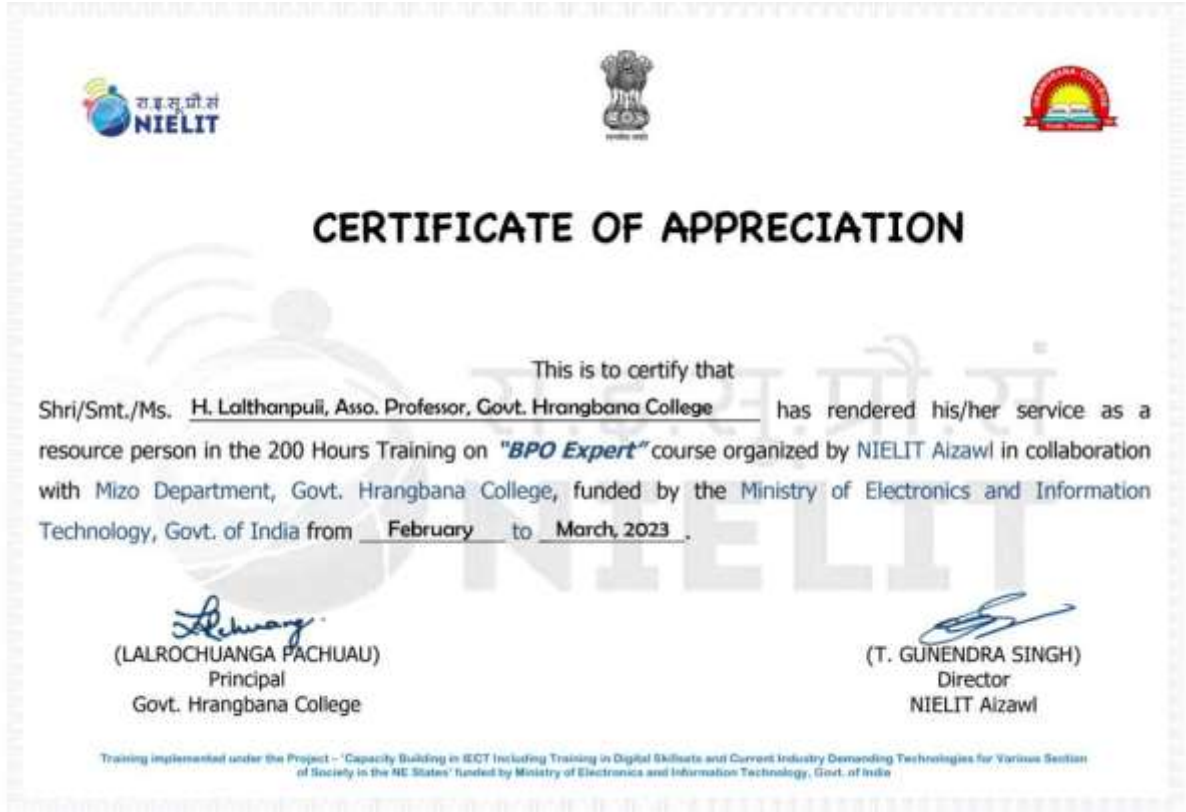 रा.इ.सू.प्रौ.सं
NIELIT
HRANGBANA COLLEGE
CERTIFICATE OF APPRECIATION
रा.इ.सू.प्रौ.सं
NIELIT
This is to certify that
Shri/Smt./Ms. H. Lalthanpuii, Asso. Professor, Govt. Hrangbana College has rendered his/her service as a
resource person in the 200 Hours Training on "BPO Expert" course organized by NIELIT Aizawl in collaboration
with Mizo Department, Govt. Hrangbana College, funded by the Ministry of Electronics and Information
Technology, Govt. of India from February to March, 2023.
(LALROCHUANGA PACHUAU)
Principal
Govt. Hrangbana College
(T. GUNENDRA SINGH)
Director
NIELIT Aizawl
Training implemented under the Project – 'Capacity Building in IECT Including Training in Digital Skillsets and Current Industry Demanding Technologies for Various Section
of Society in the NE States' funded by Ministry of Electronics and Information Technology, Govt. of India